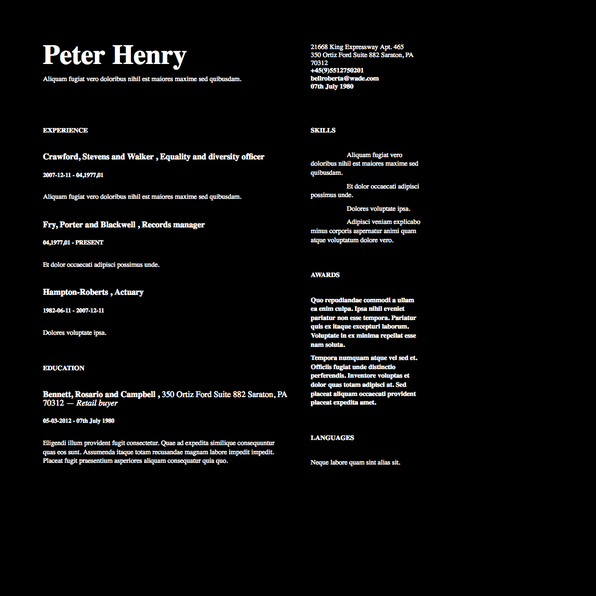 Peter Henry
Aliquam fugiat vero doloribus nihil est maiores maxime sed quibusdam.
21668 King Expressway Apt. 465
350 Ortiz Ford Suite 882 Saraton, PA
70312
+45(9)5512750201
bellroberta@wade.com
07th July 1980
EXPERIENCE
Crawford, Stevens and Walker , Equality and diversity officer
2007-12-11 - 04,1977,01
Aliquam fugiat vero doloribus nihil est maiores maxime sed quibusdam.
Fry, Porter and Blackwell , Records manager
04,1977,01 - PRESENT
Et dolor occaecati adipisci possimus unde.
Hampton-Roberts , Actuary
1982-06-11 - 2007-12-11
Dolores voluptate ipsa.
EDUCATION
Bennett, Rosario and Campbell , 350 Ortiz Ford Suite 882 Saraton, PA
70312 — Retail buyer
05-03-2012 - 07th July 1980
Eligendi illum provident fugit consectetur. Quae ad expedita similique consequuntur
quas eos sunt. Assumenda itaque totam recusandae magnam labore impedit impedit.
Placeat fugit praesentium asperiores aliquam consequatur quia quo.
SKILLS
Aliquam fugiat vero
doloribus nihil est maiores maxime sed
quibusdam.
Et dolor occaecati adipisci
possimus unde.
Dolores voluptate ipsa.
Adipisci veniam explicabo
minus corporis aspernatur animi quam
atque voluptatum dolore vero.
AWARDS
Quo repudiandae commodi a ullam
ea enim culpa. Ipsa nihil eveniet
pariatur non esse tempora. Pariatur
quis ex itaque excepturi laborum.
Voluptate in ex minima repellat esse
nam soluta.
Tempora numquam atque vel sed et.
Officiis fugiat unde distinctio
perferendis. Inventore voluptas et
dolor quas totam adipisci at. Sed
placeat aliquam occaecati provident
placeat expedita amet.
LANGUAGES
Neque labore quam sint alias sit.